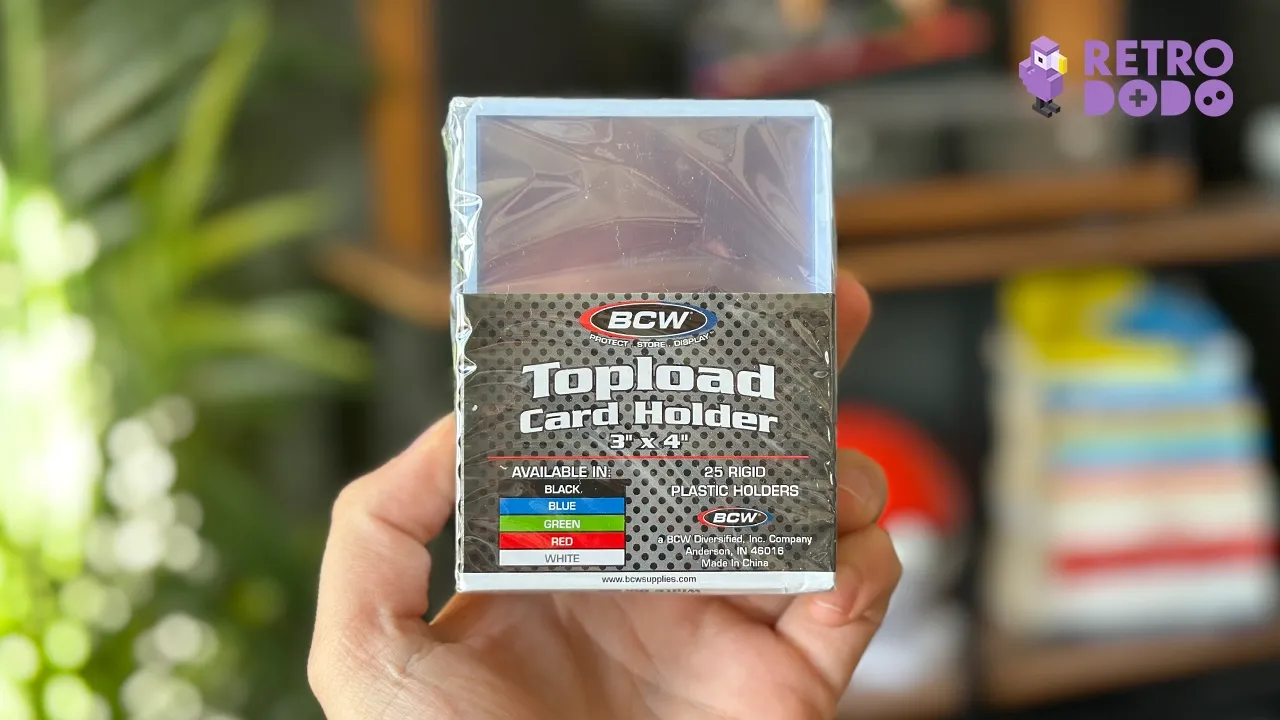 RETRO
DODO
BCW
PROTECT. STORE. DISPLAY.
Topload
Card Holder
3" x 4"
AVAILABLE IN:
BLACK
BLUE
GREEN
RED
WHITE
25 RIGID
PLASTIC HOLDERS
BCW
a BCW Diversified, Inc. Company
Anderson, IN 46016
Made In China
www.bcwsupplies.com